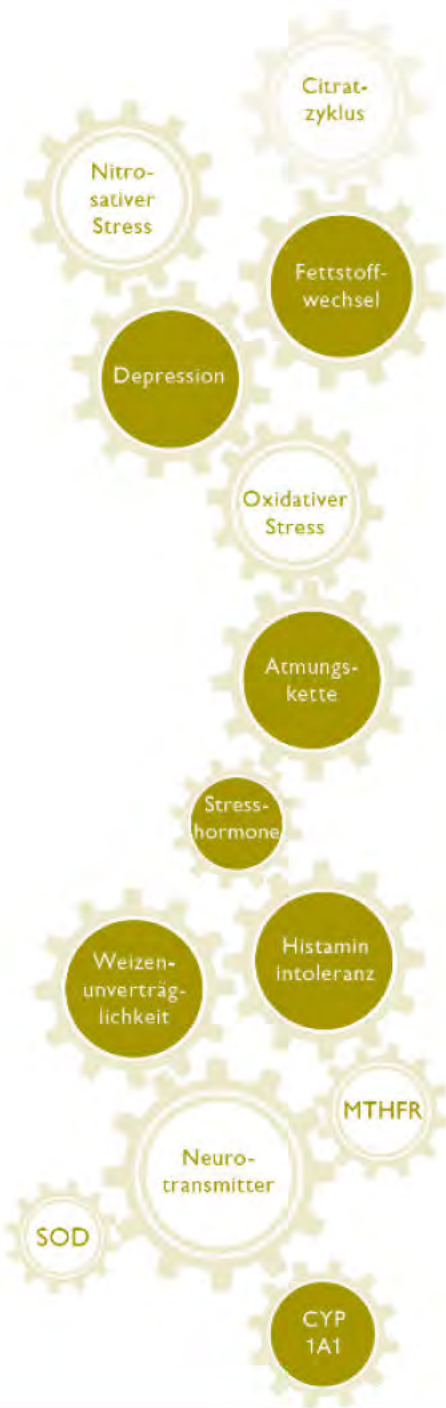 Citrat-
zyklus
Nitro-
sativer
Stress
Fettstoff-
wechsel
Depression
Oxidativer
Stress
Atmungs-
kette
Stress-
hormone
Histamin
intoleranz
Weizen-
unverträg-
lichkeit
MTHFR
Neuro-
transmitter
SOD
CYP
1A1